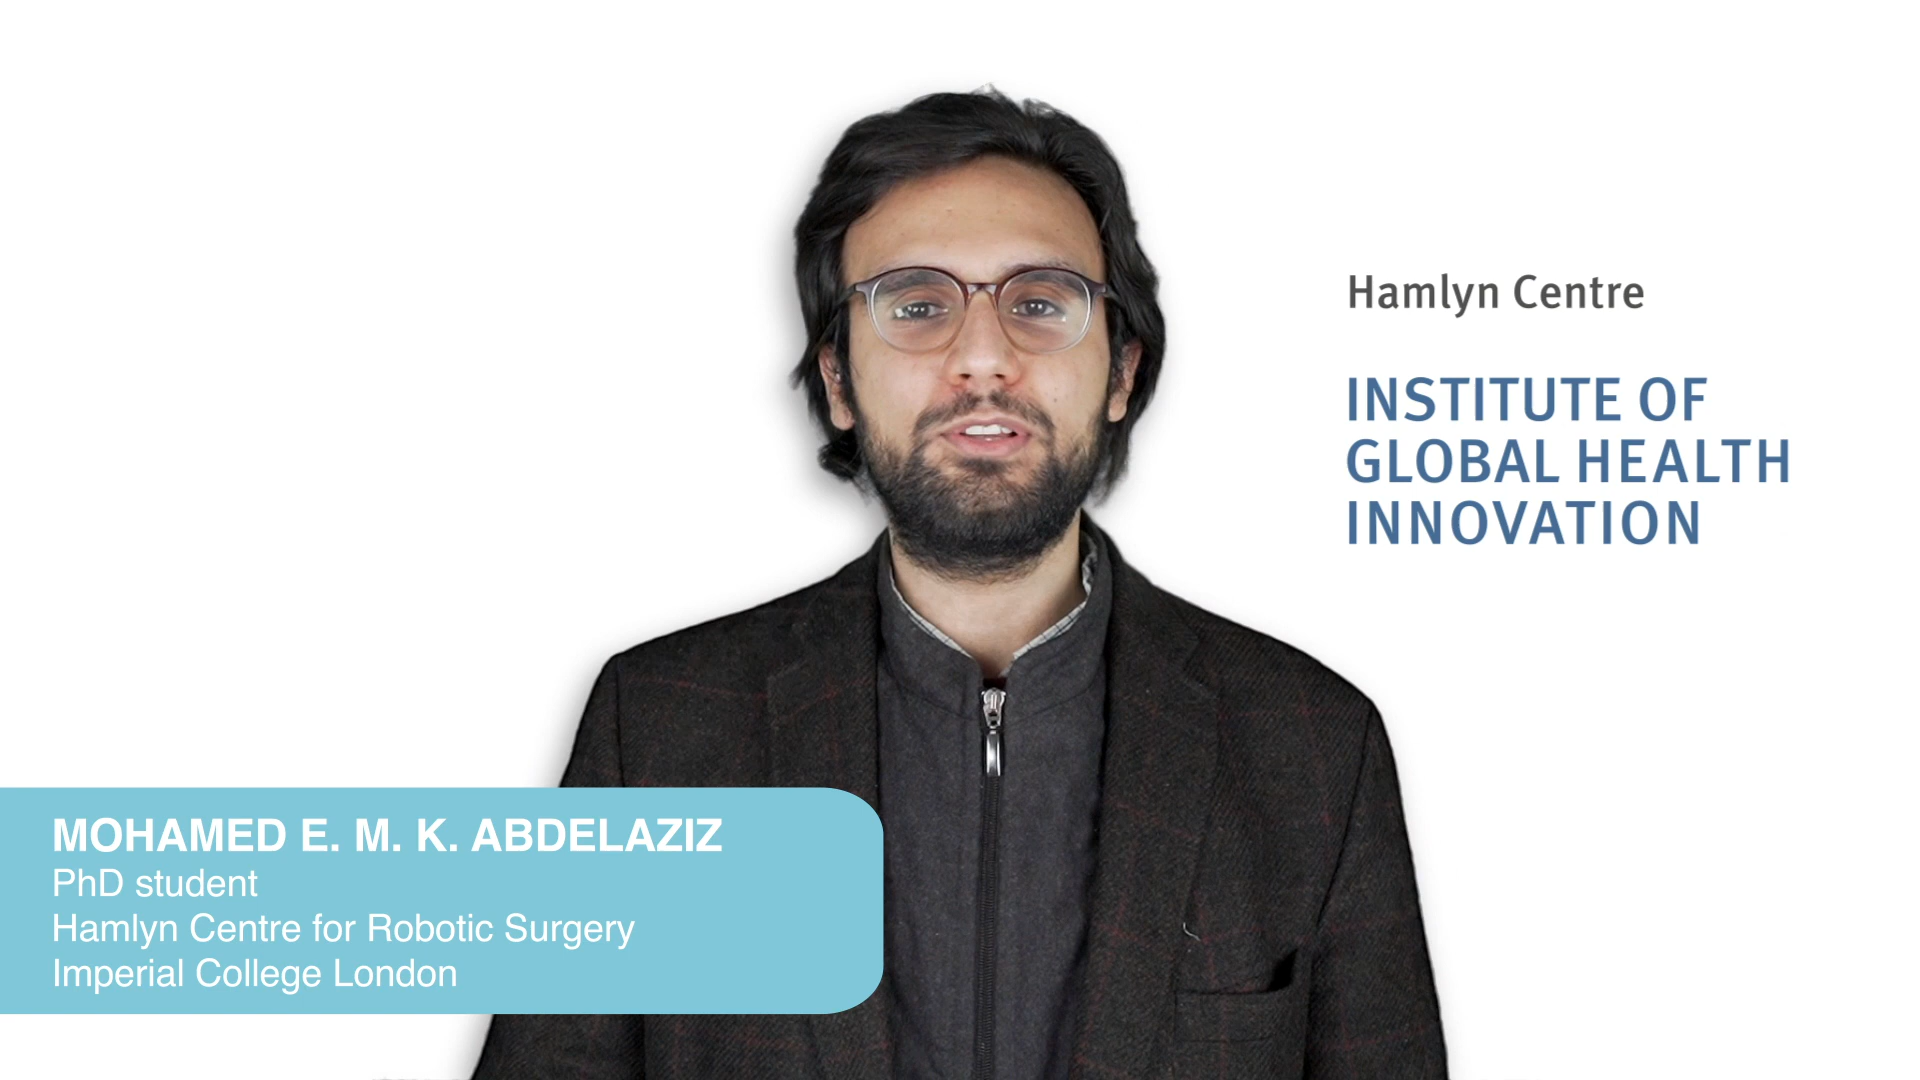 Hamlyn Centre
INSTITUTE OF
GLOBAL HEALTH
INNOVATION
MOHAMED E. M. K. ABDELAZIZ
PhD student
Hamlyn Centre for Robotic Surgery
Imperial College London